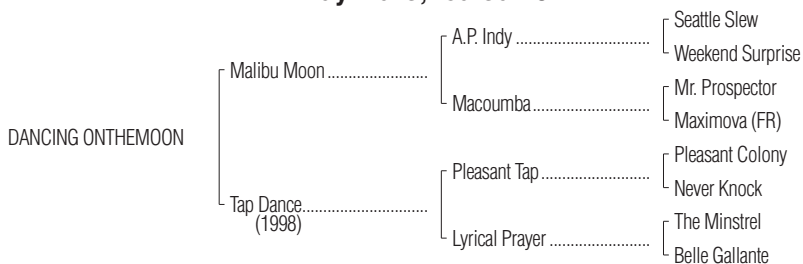 Seattle Slew
A.P. Indy ..............................
Weekend Surprise
Malibu Moon ........................
Mr. Prospector
Macoumba...........................
Maximova (FR)
DANCING ONTHEMOON
Pleasant Colony
Pleasant Tap ..........................
Never Knock
Tap Dance..............................
(1998)
The Minstrel
Lyrical Prayer ........................
Belle Gallante